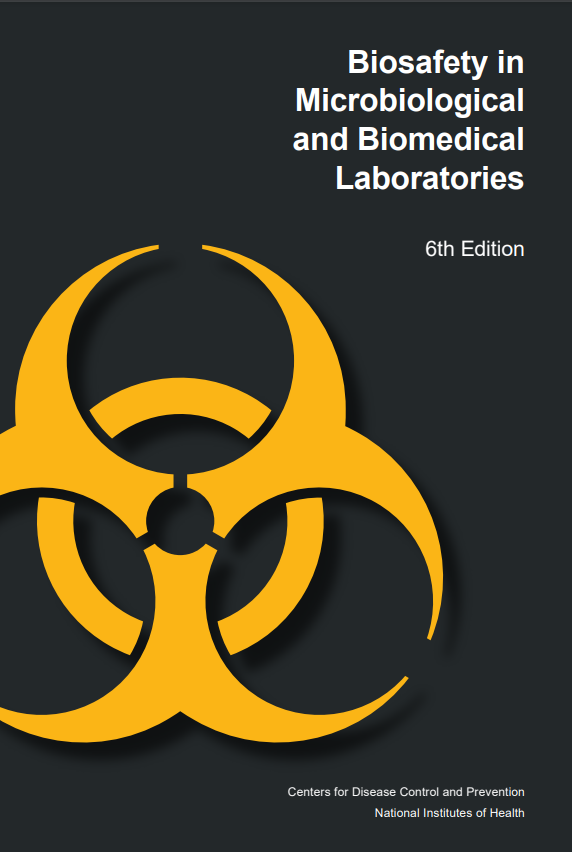 Biosafety in
Microbiological
and Biomedical
Laboratories
6th Edition
Centers for Disease Control and Prevention
National Institutes of Health